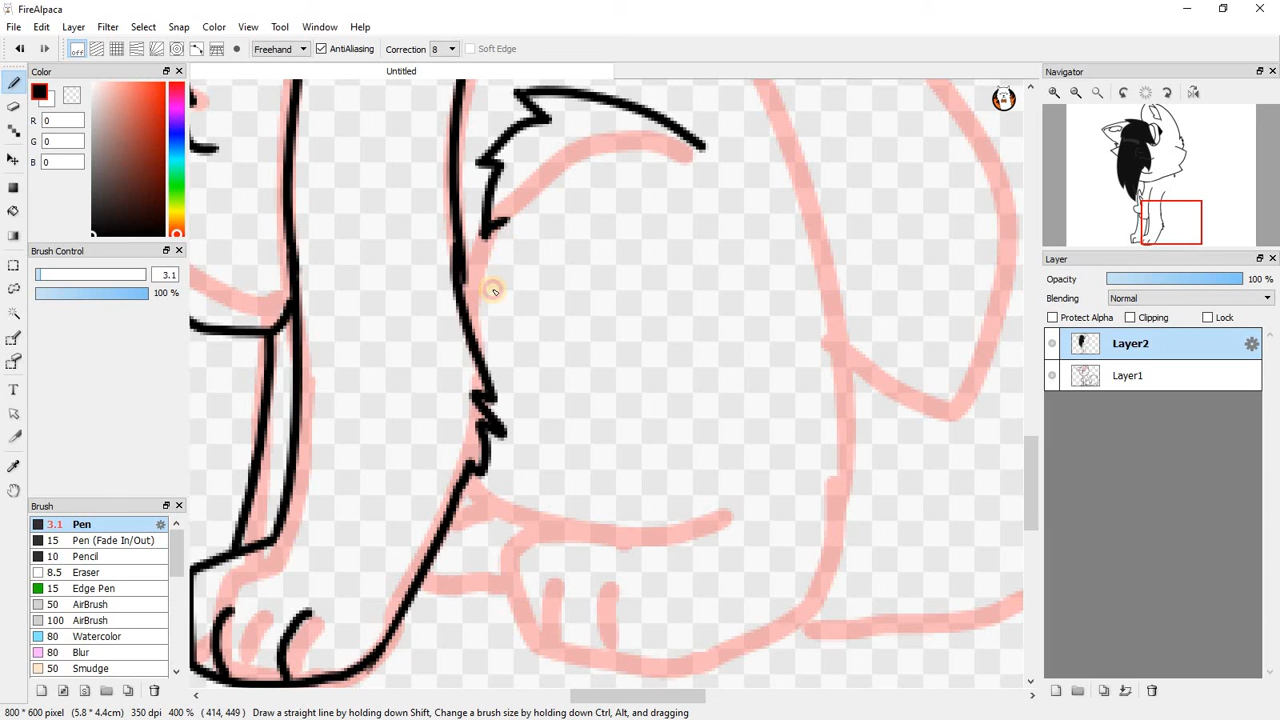 FireAlpaca
File Edit Layer Filter Select Snap Color View Tool Window Help
off Freehand AntiAliasing Correction 8 Soft Edge
Color
Untitled
Navigator
R 0
G 0
B 0
Brush Control
3.1
100 %
Layer
Opacity 100 %
Blending Normal
Protect Alpha Clipping Lock
Layer2
Layer1
Brush
3.1 Pen
15 Pen (Fade In/Out)
10 Pencil
8.5 Eraser
15 Edge Pen
50 AirBrush
100 AirBrush
80 Watercolor
80 Blur
50 Smudge
800 * 600 pixel (5.8 * 4.4cm) 350 dpi 400 % ( 414, 449 ) Draw a straight line by holding down Shift, Change a brush size by holding down Ctrl, Alt, and dragging